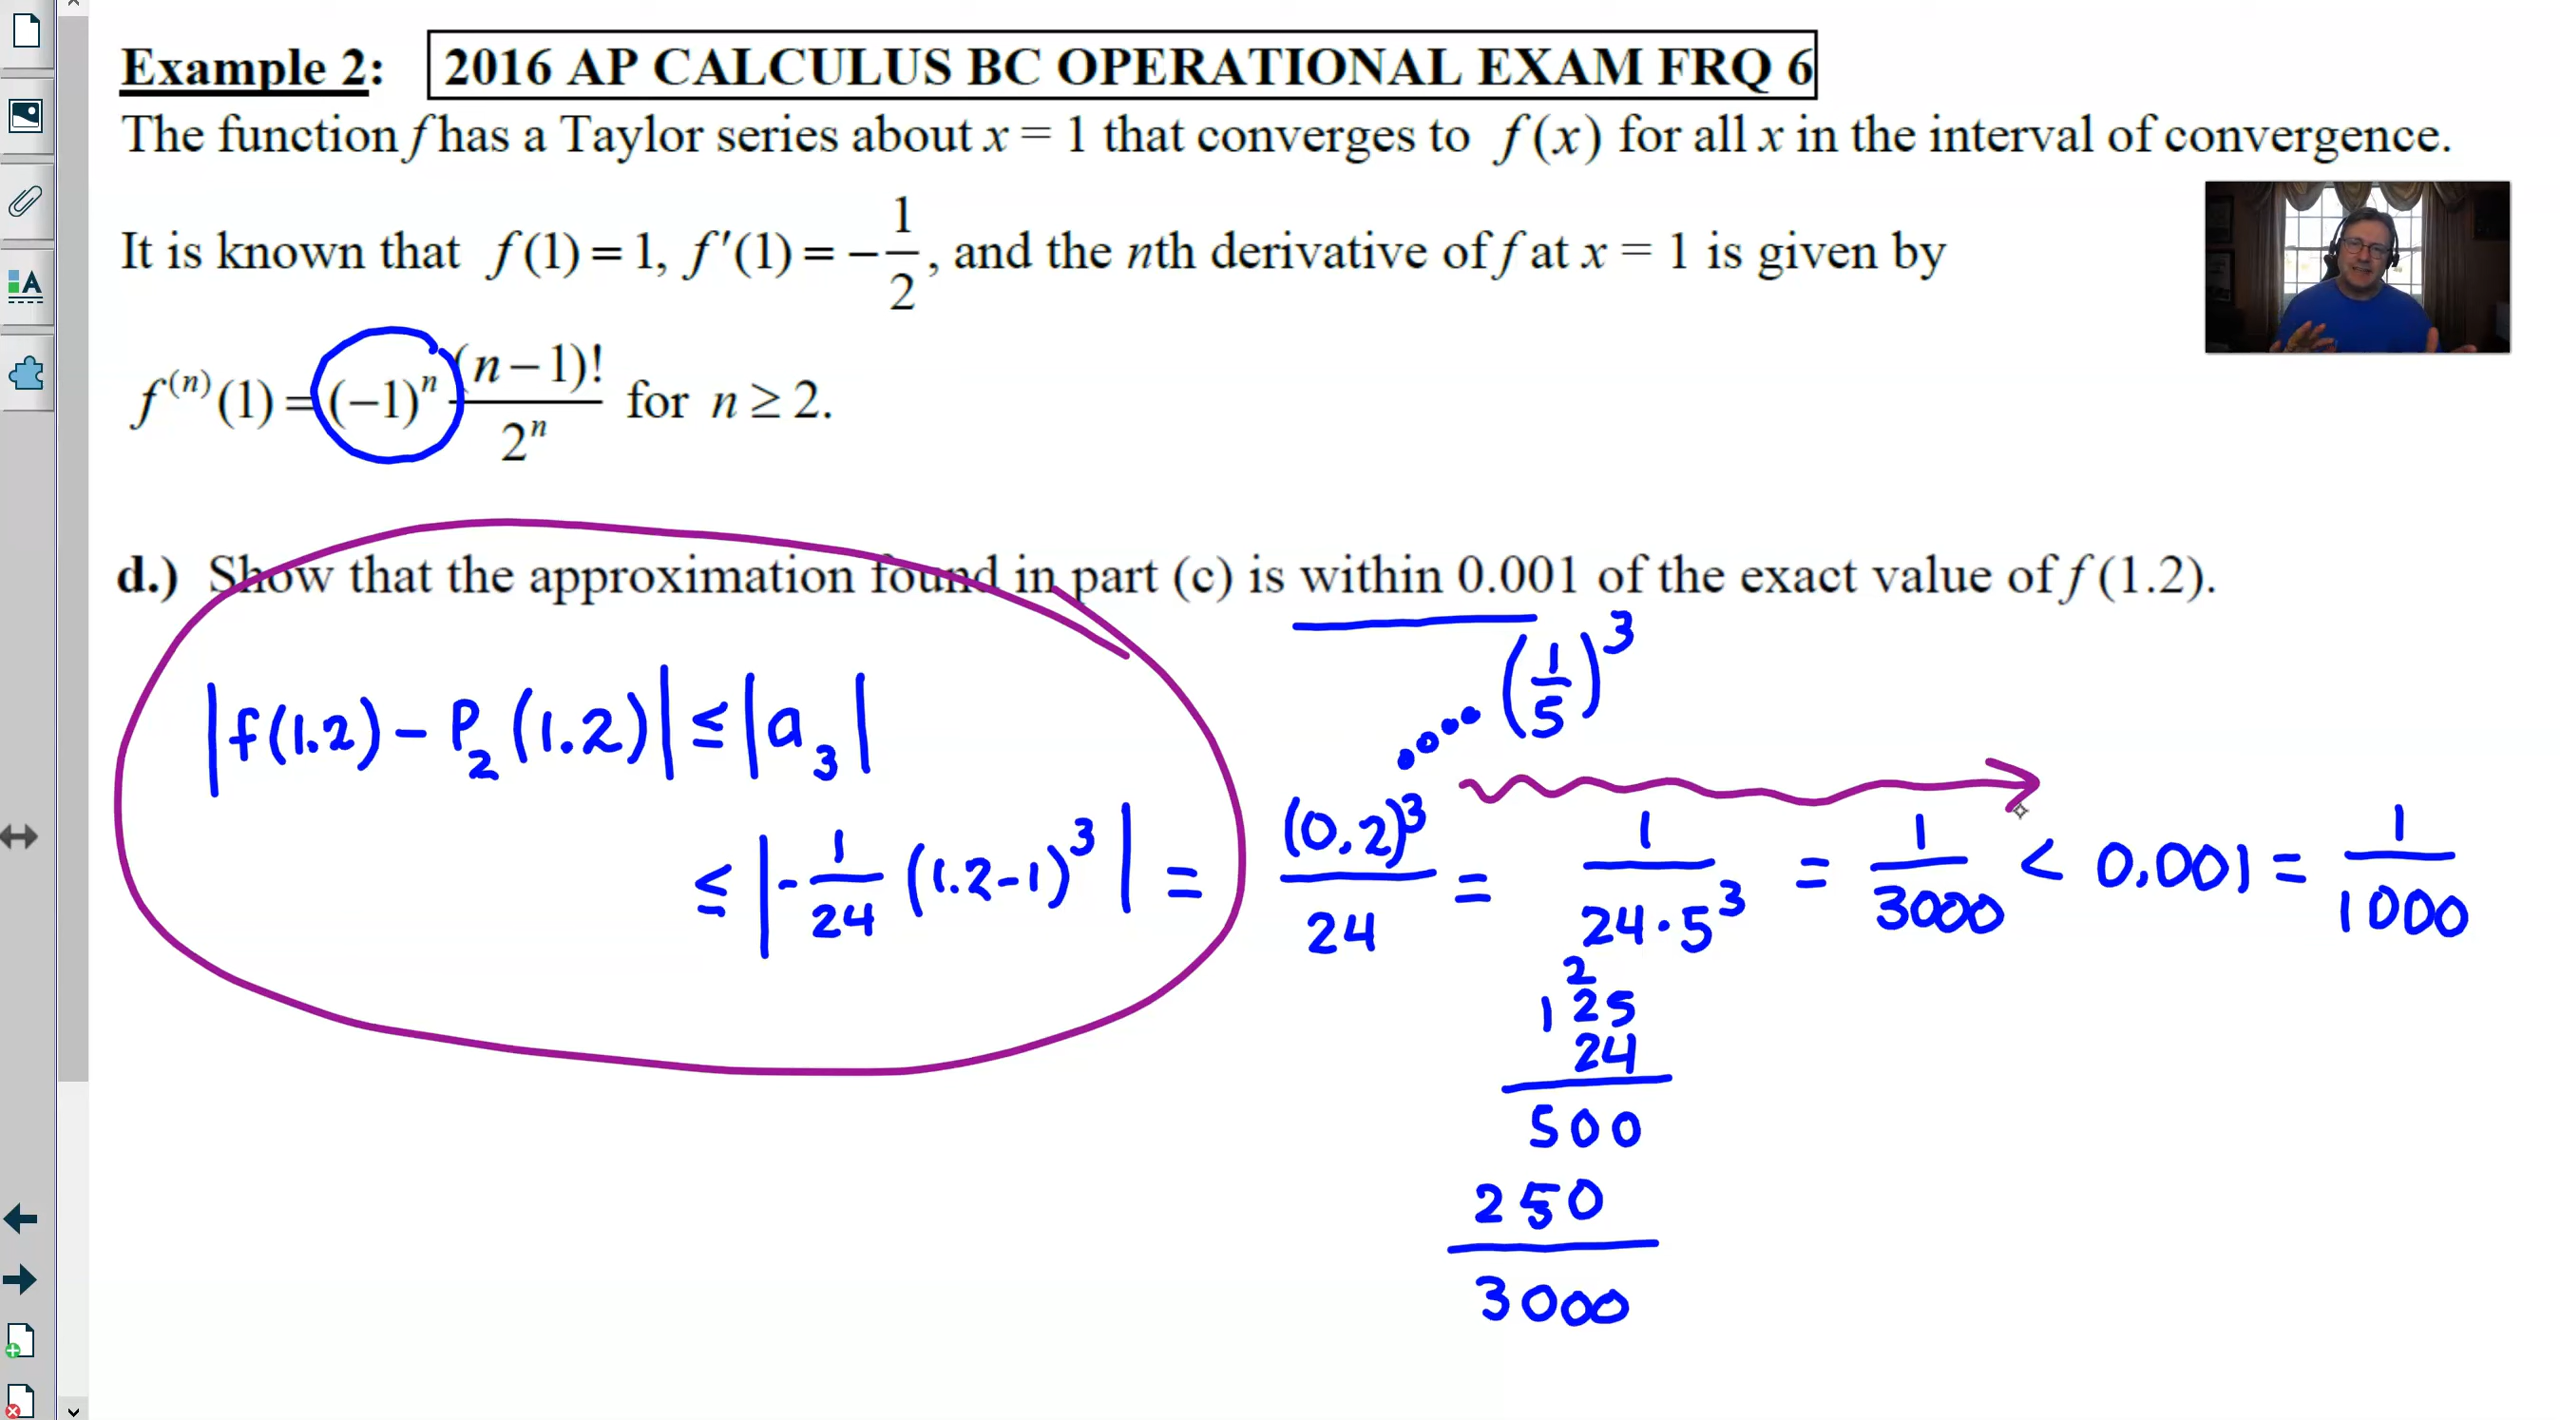 Example 2: 2016 AP CALCULUS BC OPERATIONAL EXAM FRQ 6
The function f has a Taylor series about x = 1 that converges to f(x) for all x in the interval of convergence.
It is known that f(1) = 1, f′(1) = −1/2, and the nth derivative of f at x = 1 is given by
f^(n)(1) = (−1)^n (n−1)!/2^n for n ≥ 2.
d.) Show that the approximation found in part (c) is within 0.001 of the exact value of f(1.2).
(1/5)^3
|f(1.2) − P_2(1.2)| ≤ |a_3|
≤ |−1/24 (1.2−1)^3| = (0.2)^3/24 = 1/(24·5^3) = 1/3000 < 0.001 = 1/1000
2
125
24
500
250
3000
A